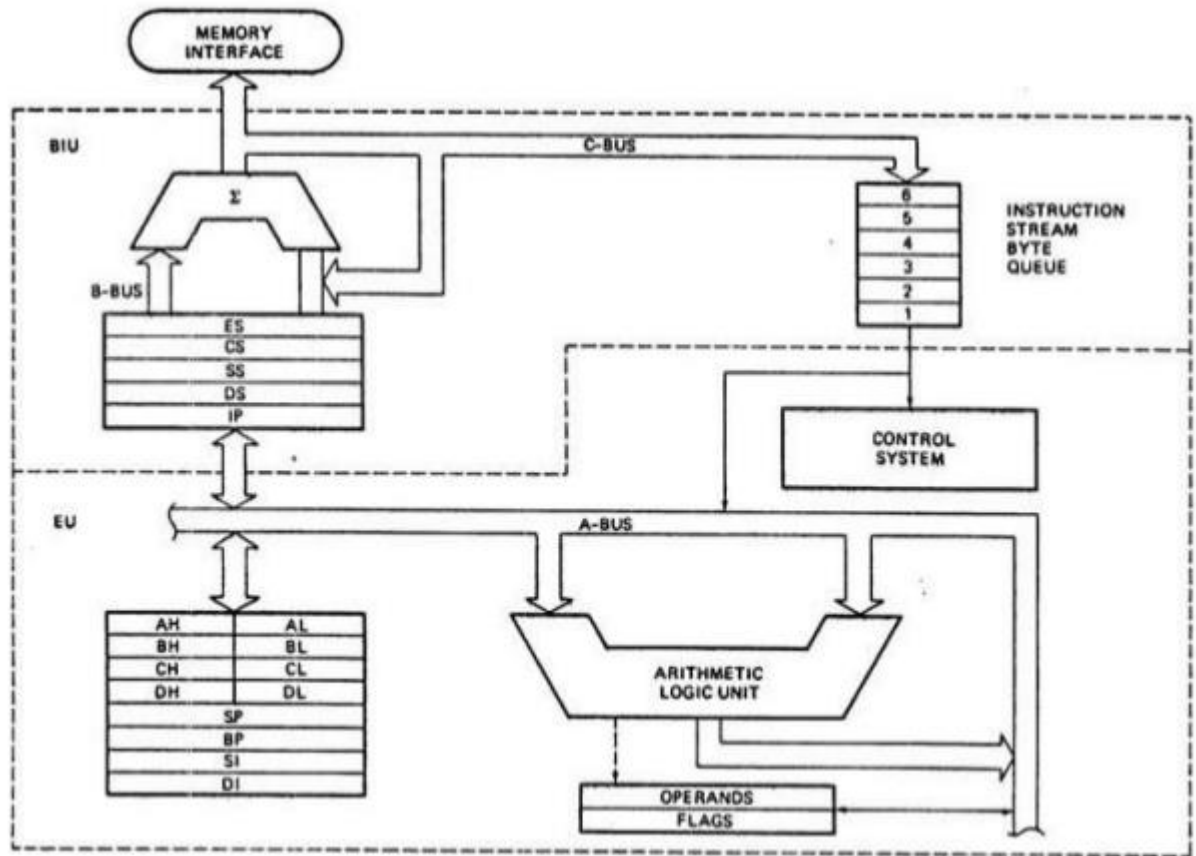 MEMORY
INTERFACE
BIU
C-BUS
Σ
6
5
4
3
2
1
INSTRUCTION
STREAM
BYTE
QUEUE
B-BUS
ES
CS
SS
DS
IP
CONTROL
SYSTEM
EU
A-BUS
AH AL
BH BL
CH CL
DH DL
SP
BP
SI
DI
ARITHMETIC
LOGIC UNIT
OPERANDS
FLAGS